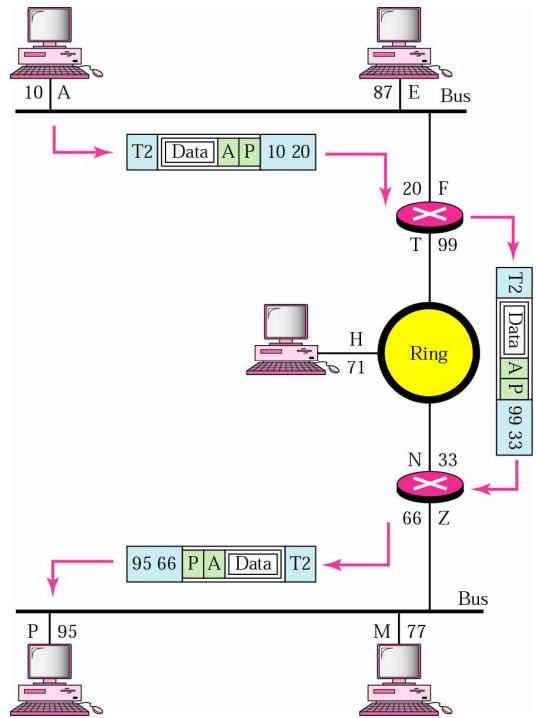 10 A
87 E
Bus
T2 Data A P 10 20
20 F
T 99
T2 Data A P 99 33
H
71
Ring
N 33
66 Z
95 66 P A Data T2
Bus
P 95
M 77